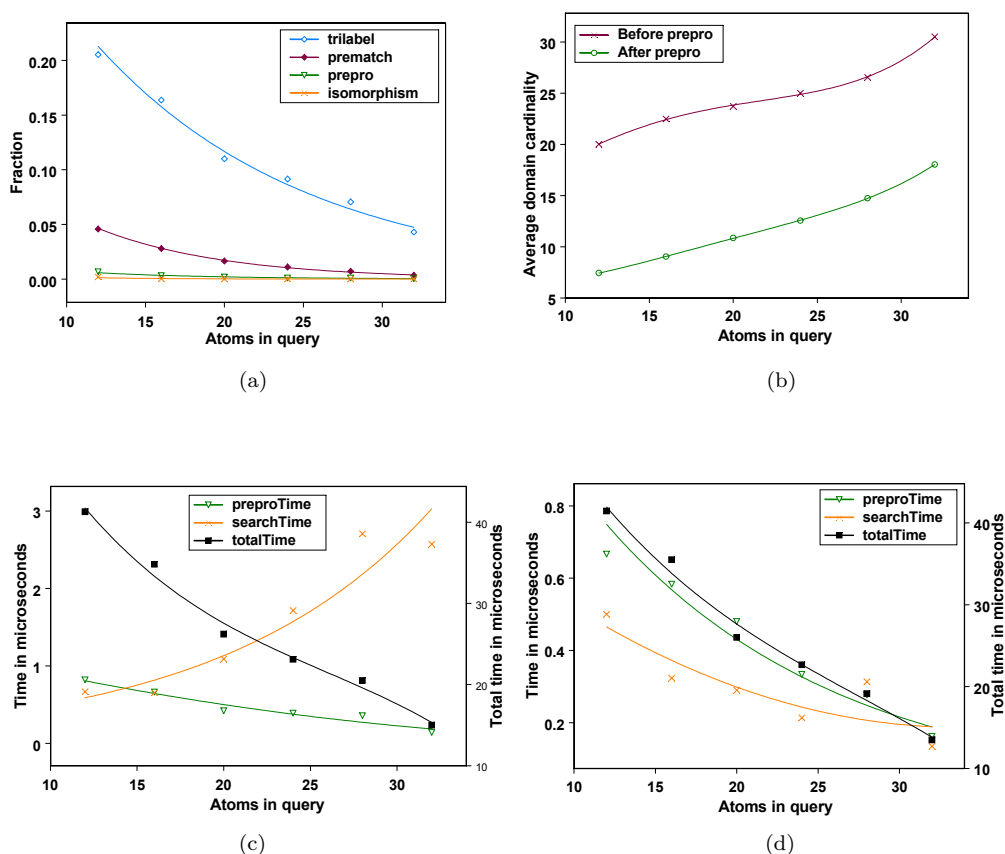 0.20
0.15
0.10
0.05
0.00
Fraction
trilabel
prematch
prepro
isomorphism
10 15 20 25 30
Atoms in query
(a)
30
25
20
15
10
5
Average domain cardinality
Before prepro
After prepro
10 15 20 25 30
Atoms in query
(b)
3
2
1
0
Time in microseconds
preproTime
searchTime
totalTime
40
30
20
10
Total time in microseconds
10 15 20 25 30
Atoms in query
(c)
0.8
0.6
0.4
0.2
Time in microseconds
preproTime
searchTime
totalTime
40
30
20
10
Total time in microseconds
10 15 20 25 30
Atoms in query
(d)